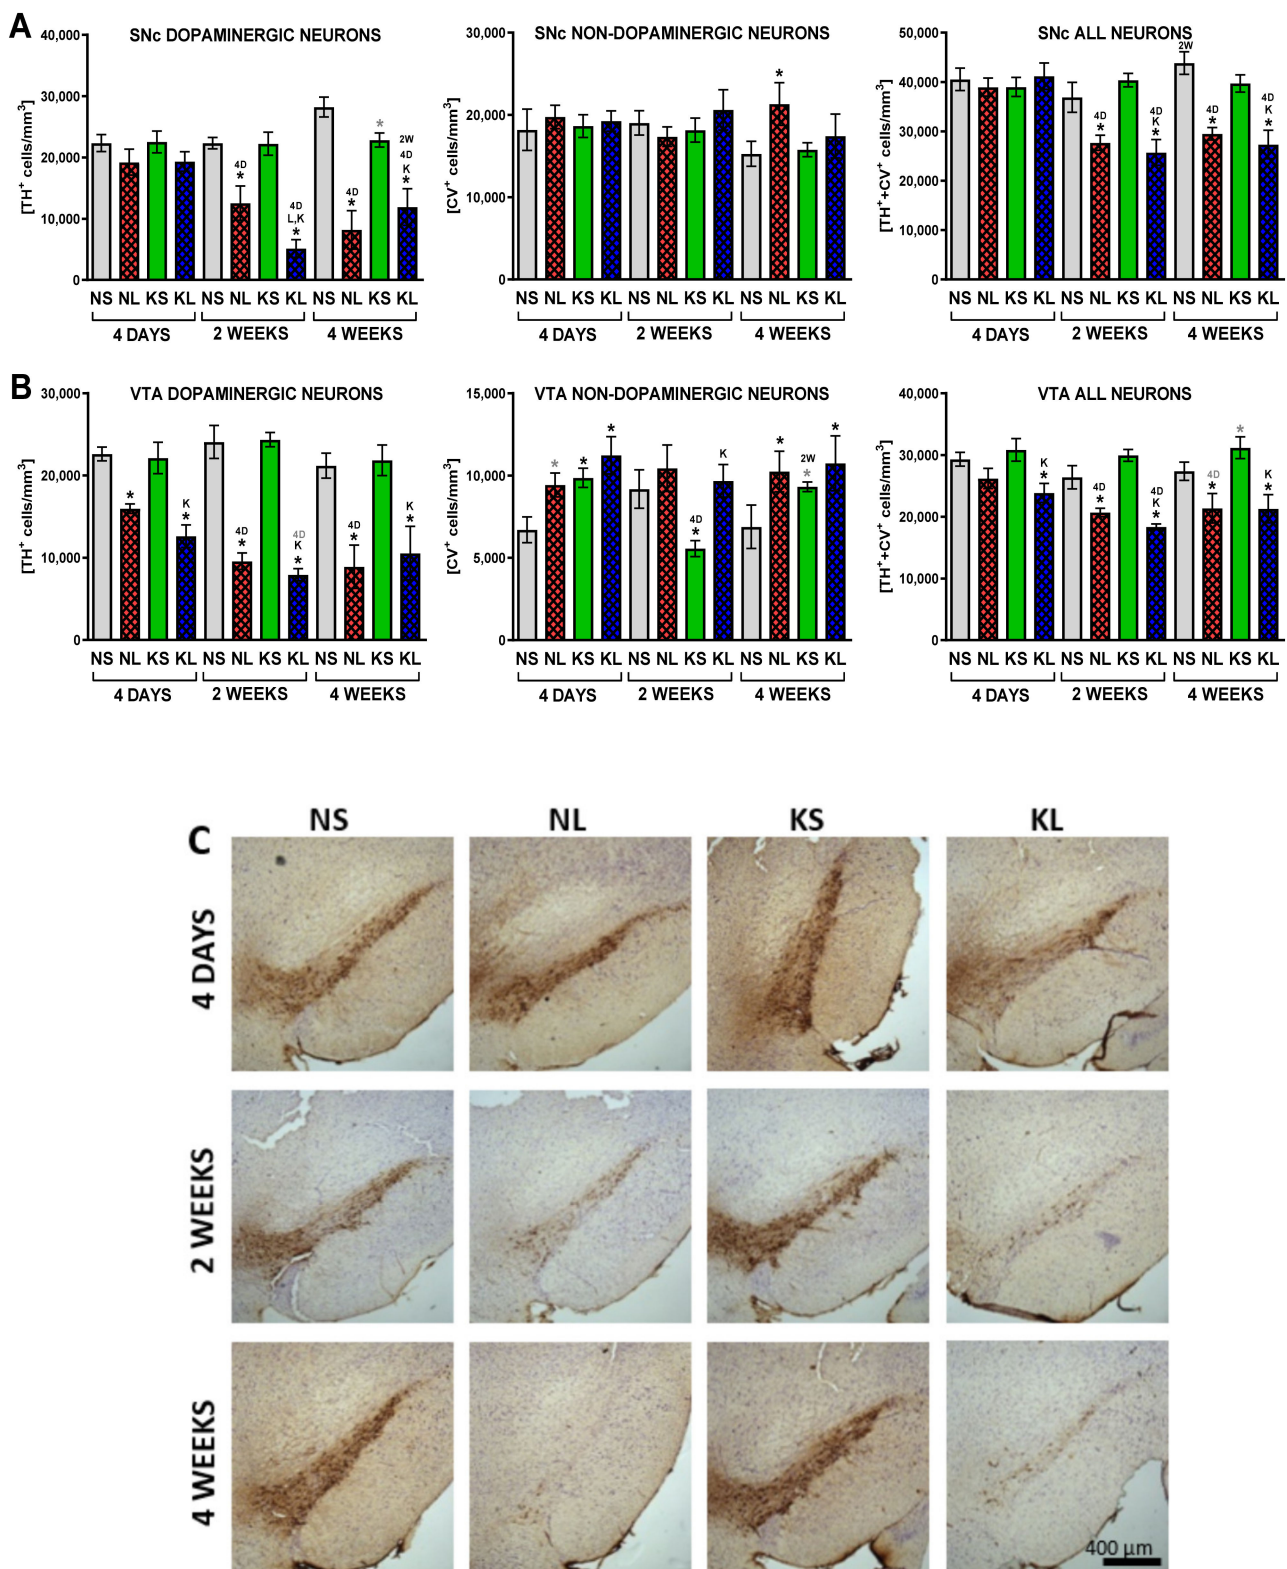 A
SNc DOPAMINERGIC NEURONS
[TH+ cells/mm3]
40,000
30,000
20,000
10,000
0
4D
*
4D
L,K
*
4D
*
*
2W
4D
K
*
NS NL KS KL NS NL KS KL NS NL KS KL
4 DAYS 2 WEEKS 4 WEEKS
SNc NON-DOPAMINERGIC NEURONS
[CV+ cells/mm3]
30,000
20,000
10,000
0
*
NS NL KS KL NS NL KS KL NS NL KS KL
4 DAYS 2 WEEKS 4 WEEKS
SNc ALL NEURONS
[TH++CV+ cells/mm3]
50,000
40,000
30,000
20,000
10,000
0
4D
*
4D
K
*
2W
4D
*
4D
K
*
NS NL KS KL NS NL KS KL NS NL KS KL
4 DAYS 2 WEEKS 4 WEEKS
B
VTA DOPAMINERGIC NEURONS
[TH+ cells/mm3]
30,000
20,000
10,000
0
*
K
*
4D
*
4D
K
*
4D
*
K
*
NS NL KS KL NS NL KS KL NS NL KS KL
4 DAYS 2 WEEKS 4 WEEKS
VTA NON-DOPAMINERGIC NEURONS
[CV+ cells/mm3]
15,000
10,000
5,000
0
*
*
*
4D
*
K
*
2W
*
*
NS NL KS KL NS NL KS KL NS NL KS KL
4 DAYS 2 WEEKS 4 WEEKS
VTA ALL NEURONS
[TH++CV+ cells/mm3]
40,000
30,000
20,000
10,000
0
K
*
4D
*
4D
K
*
4D
*
*
K
*
NS NL KS KL NS NL KS KL NS NL KS KL
4 DAYS 2 WEEKS 4 WEEKS
C
NS NL KS KL
4 DAYS
2 WEEKS
4 WEEKS
400 µm